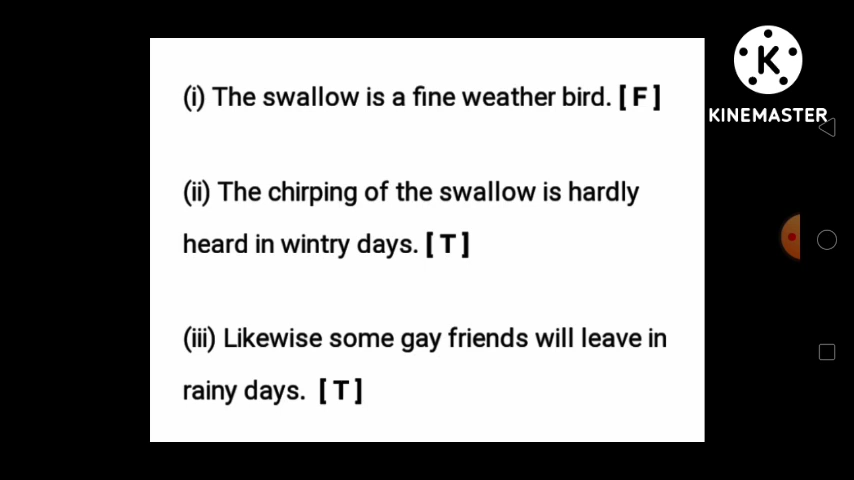 (i) The swallow is a fine weather bird. [ F ]
(ii) The chirping of the swallow is hardly
heard in wintry days. [ T ]
(iii) Likewise some gay friends will leave in
rainy days. [ T ]
K
KINEMASTER